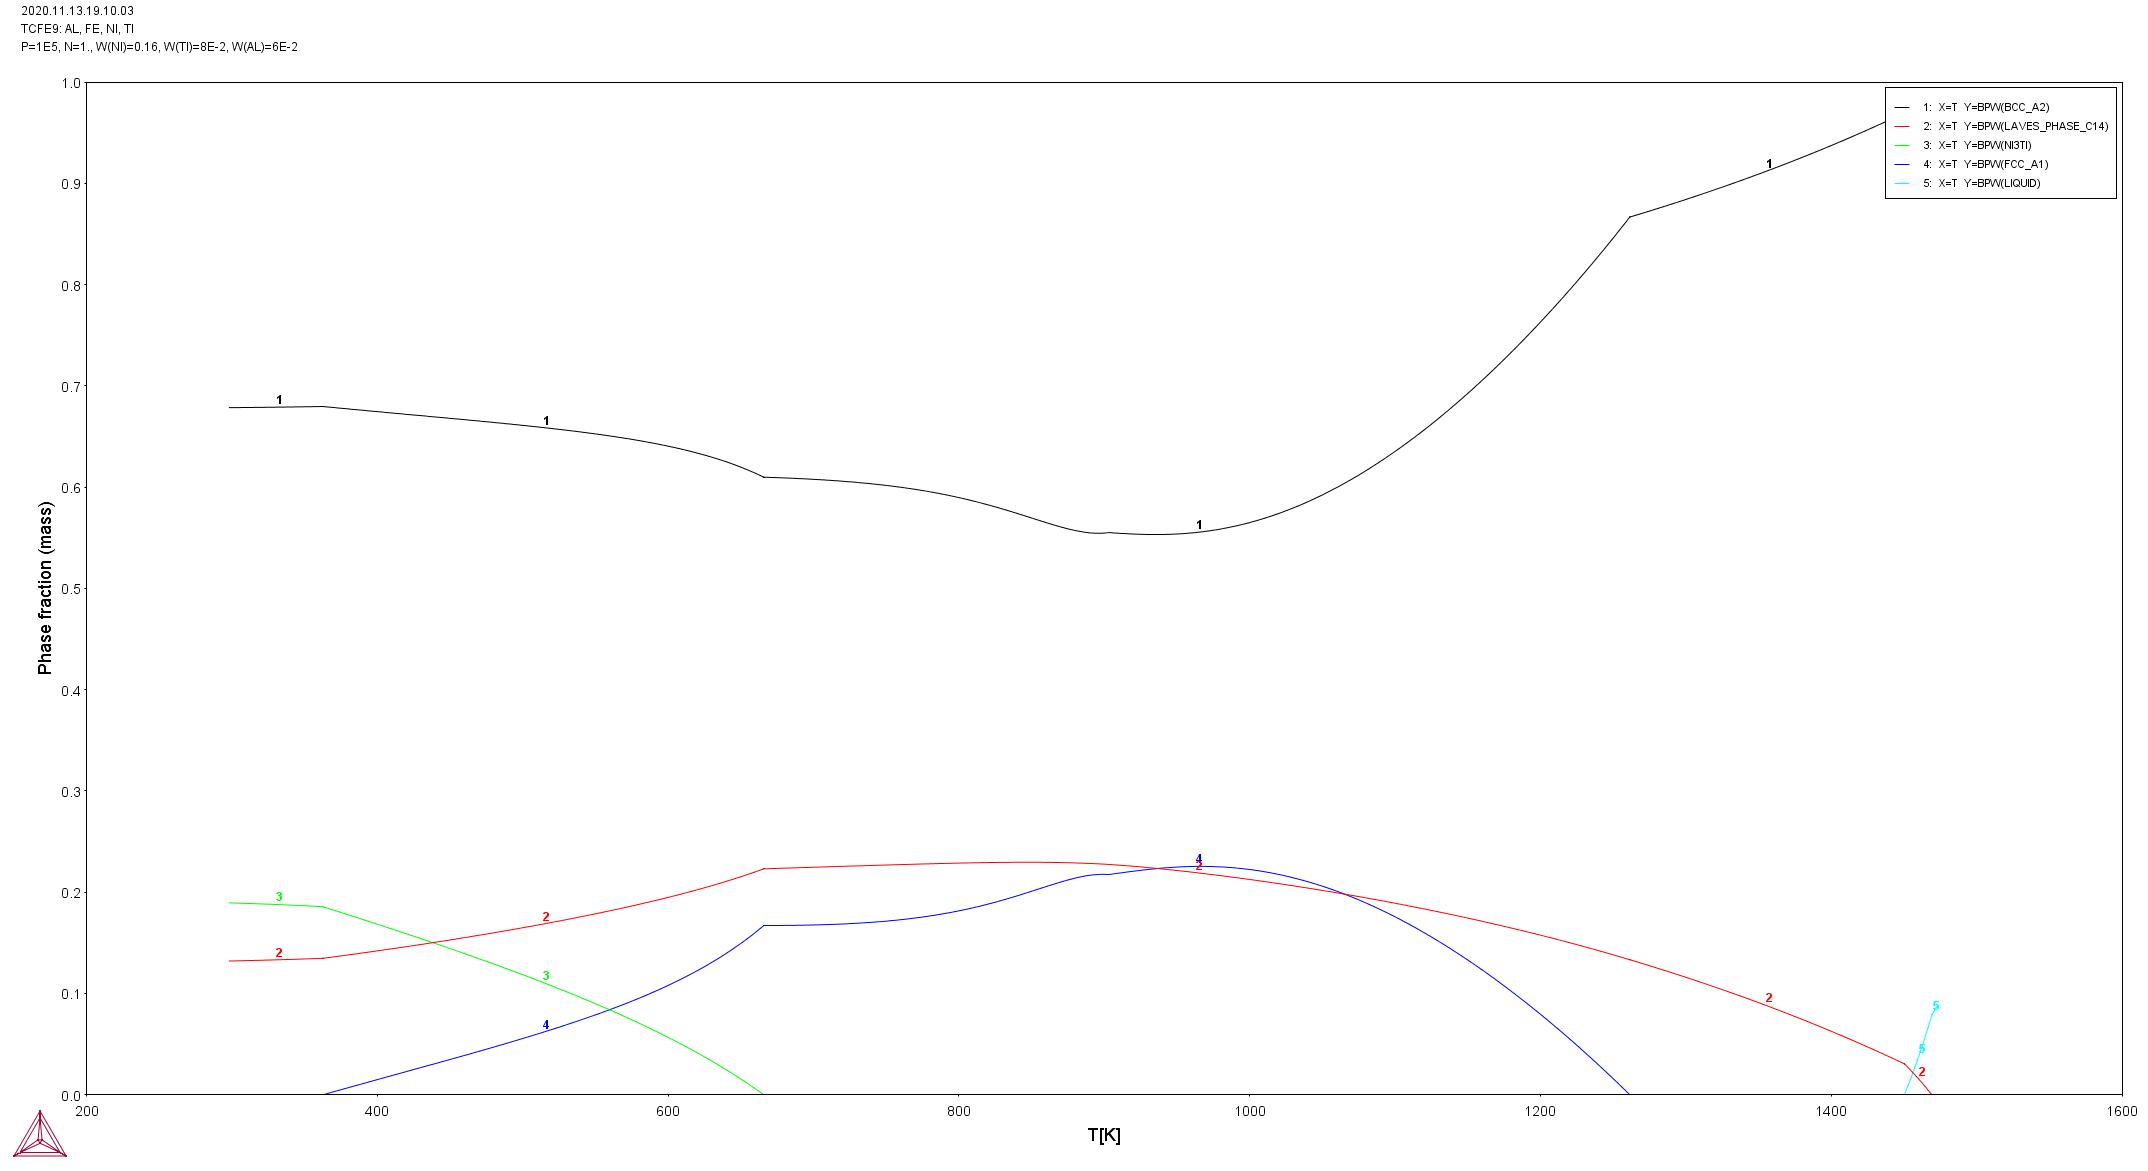 2020.11.13.19.10.03
TCFE9: AL, FE, NI, TI
P=1E5, N=1., W(NI)=0.16, W(TI)=8E-2, W(AL)=6E-2
1: X=T Y=BPW(BCC_A2)
2: X=T Y=BPW(LAVES_PHASE_C14)
3: X=T Y=BPW(NI3TI)
4: X=T Y=BPW(FCC_A1)
5: X=T Y=BPW(LIQUID)
1.0
0.9
0.8
0.7
0.6
0.5
0.4
0.3
0.2
0.1
0.0
Phase fraction (mass)
1
1
1
1
3
2
2
3
4
4
2
2
5
5
2
200 400 600 800 1000 1200 1400 1600
T[K]